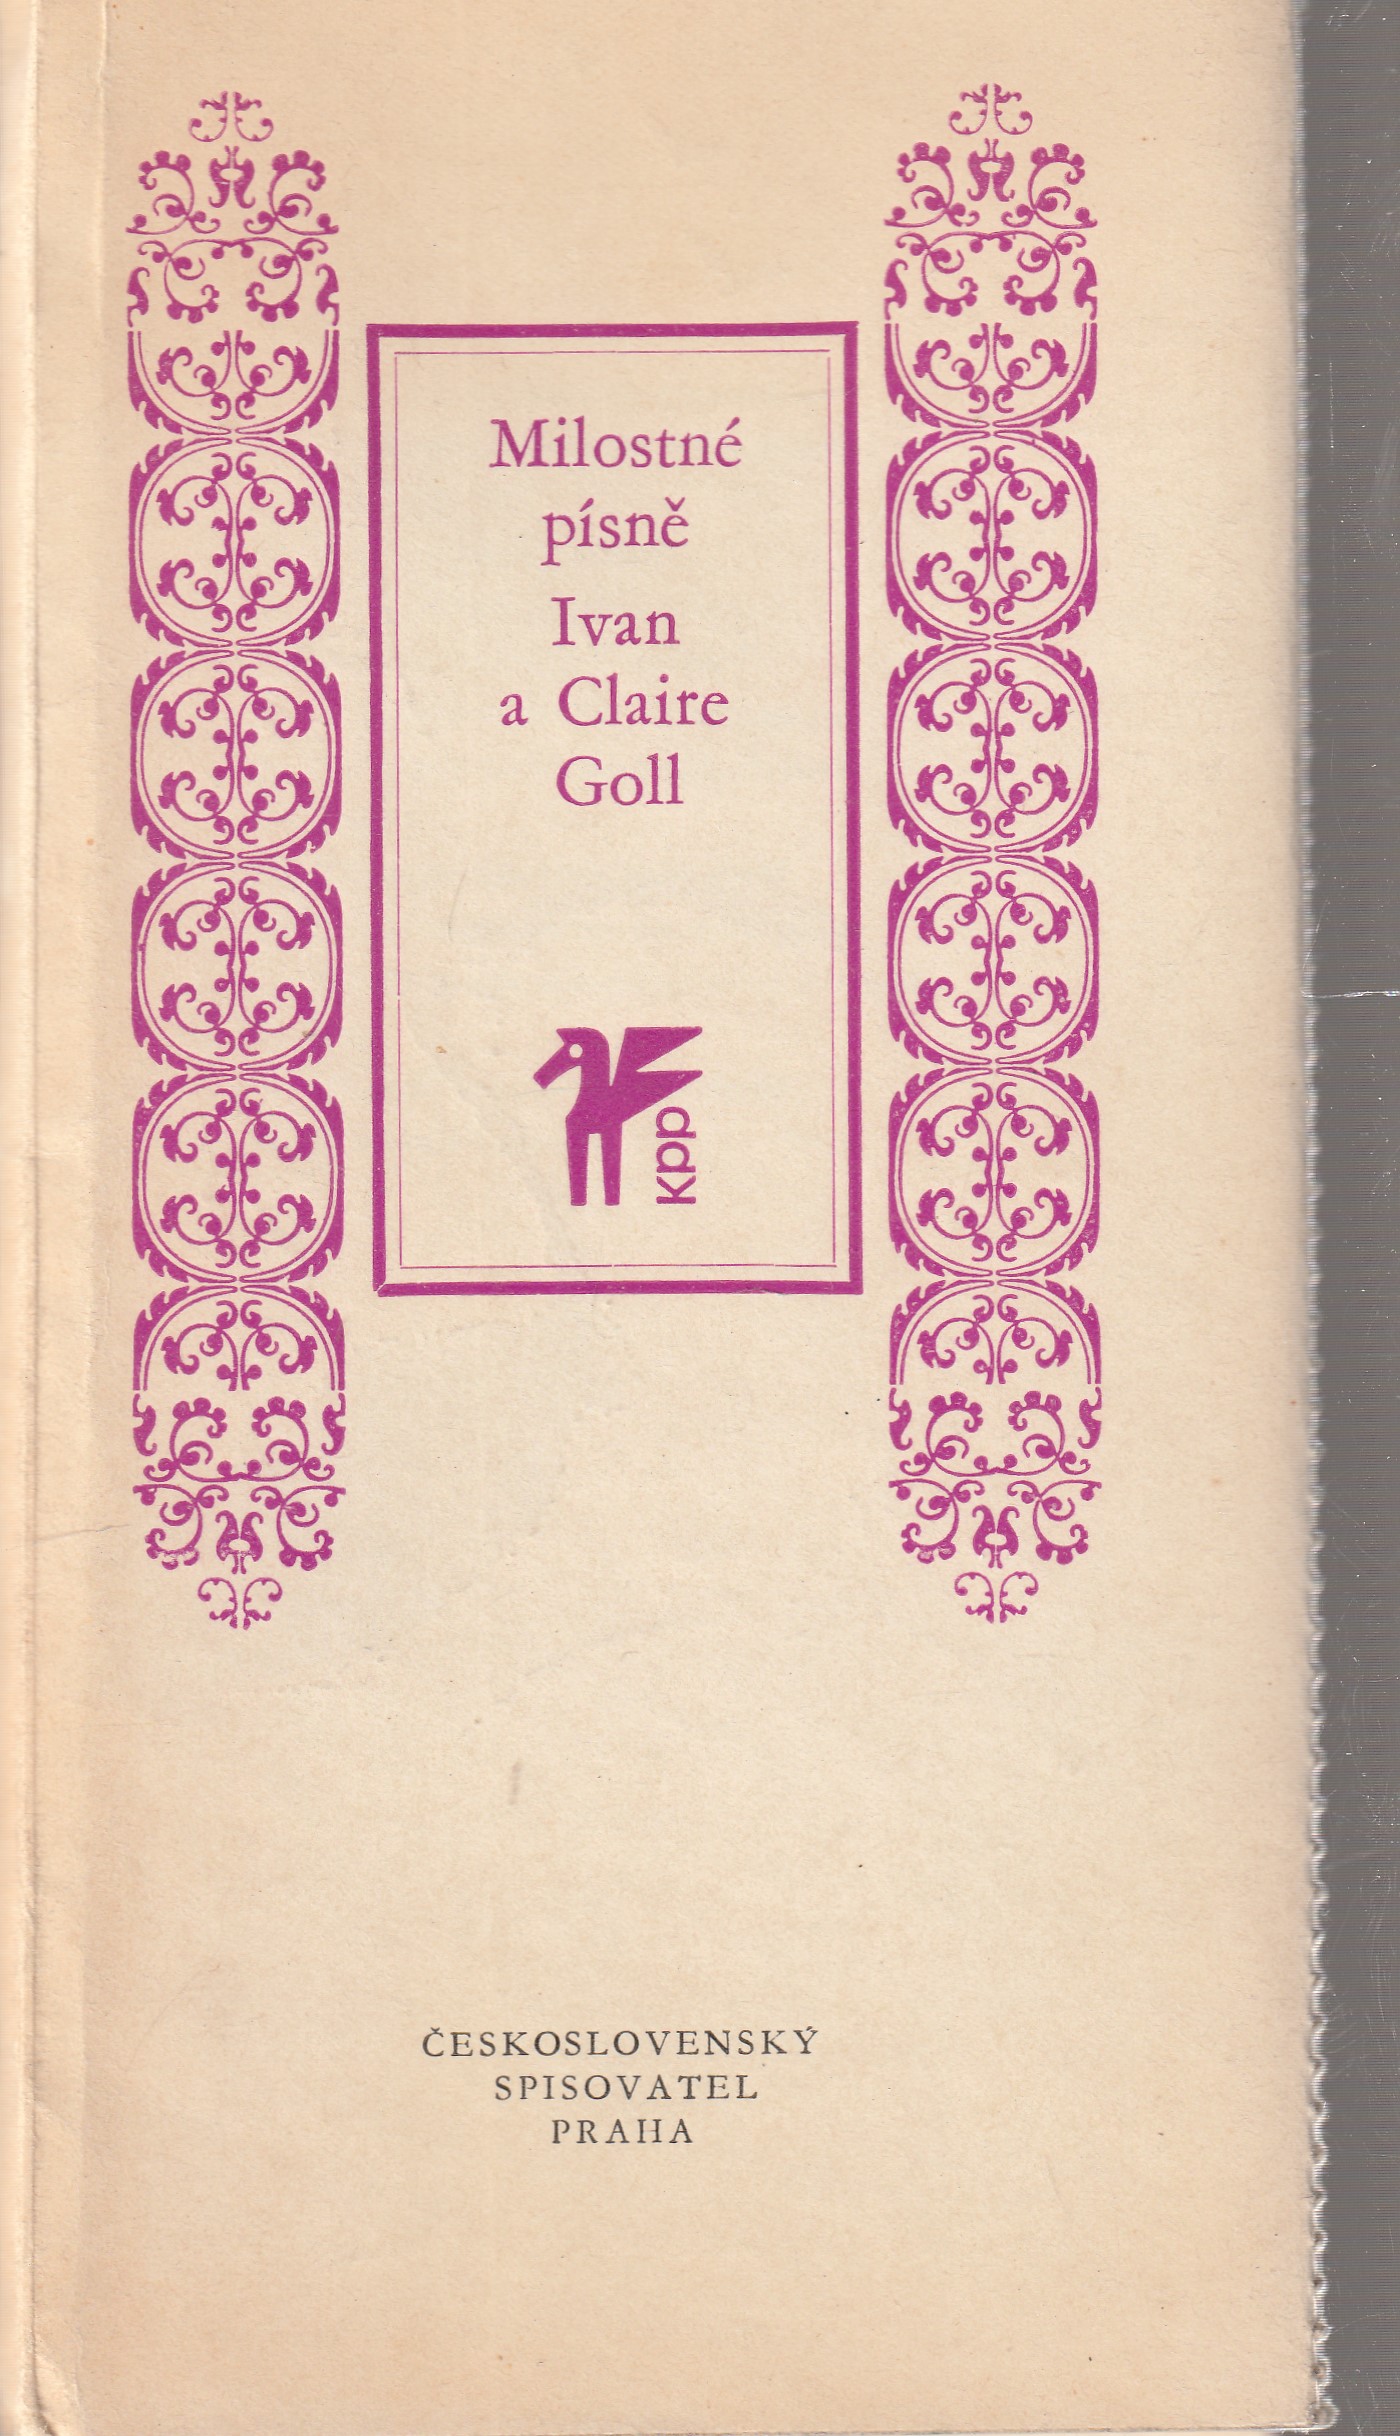 Milostné
písně
Ivan
a Claire
Goll
kpp
ČESKOSLOVENSKÝ
SPISOVATEL
PRAHA